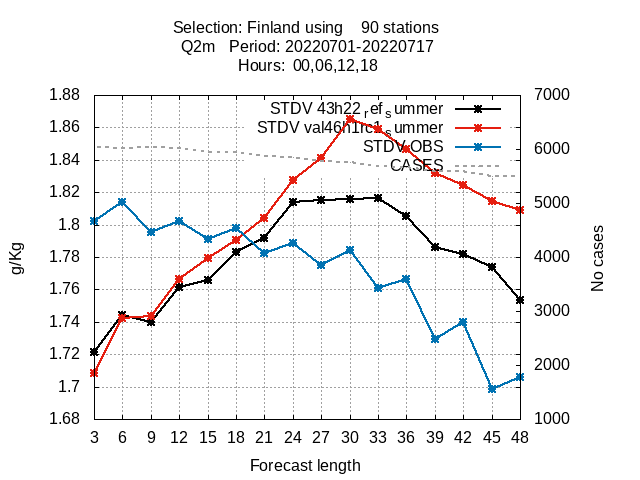 Selection: Finland using 90 stations
Q2m Period: 20220701-20220717
Hours: 00,06,12,18
STDV 43h22refsummer
STDV val46h1rc1summer
STDV OBS
CASES
g/Kg
No cases
1.88
1.86
1.84
1.82
1.8
1.78
1.76
1.74
1.72
1.7
1.68
7000
6000
5000
4000
3000
2000
1000
3 6 9 12 15 18 21 24 27 30 33 36 39 42 45 48
Forecast length